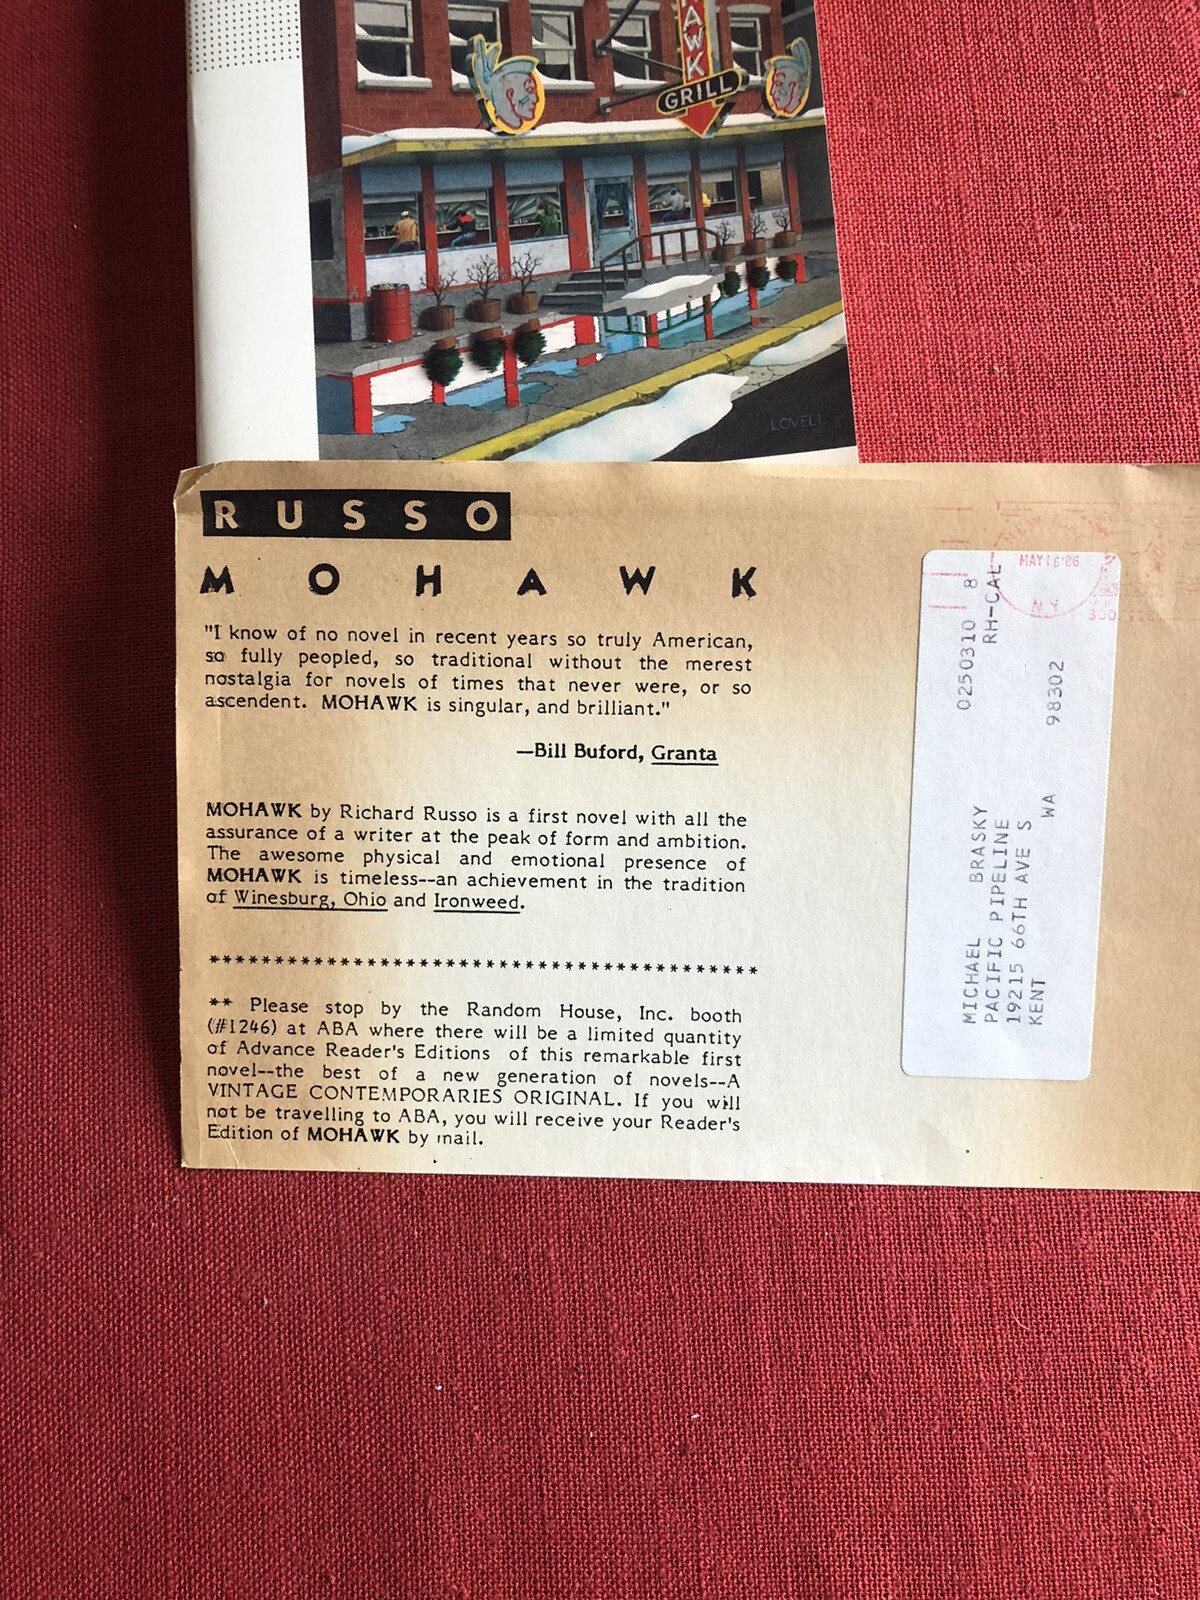 AWK
GRILL
LOVELL
RUSSO
MOHAWK
"I know of no novel in recent years so truly American,
so fully peopled, so traditional without the merest
nostalgia for novels of times that never were, or so
ascendent. MOHAWK is singular, and brilliant."
—Bill Buford, Granta
MOHAWK by Richard Russo is a first novel with all the
assurance of a writer at the peak of form and ambition.
The awesome physical and emotional presence of
MOHAWK is timeless--an achievement in the tradition
of Winesburg, Ohio and Ironweed.
*********************************************
** Please stop by the Random House, Inc. booth
(#1246) at ABA where there will be a limited quantity
of Advance Reader's Editions of this remarkable first
novel--the best of a new generation of novels--A
VINTAGE CONTEMPORARIES ORIGINAL. If you will
not be travelling to ABA, you will receive your Reader's
Edition of MOHAWK by mail.
MAY 16 '86
N.Y.
0250310 8
RH-CAL
MICHAEL BRASKY
PACIFIC PIPELINE
19215 66TH AVE S
KENT WA 98302